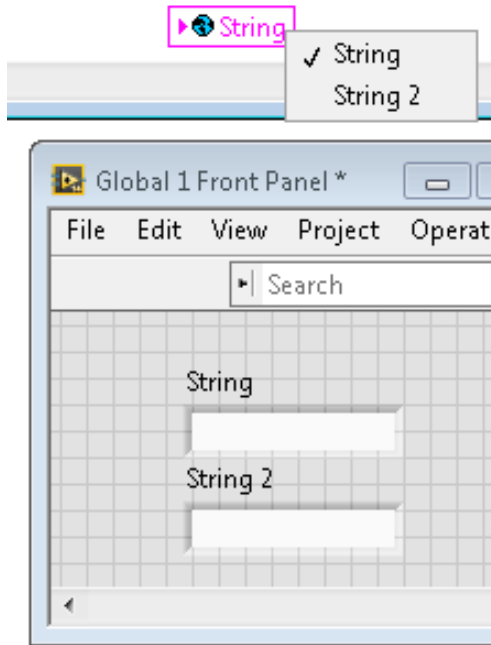 String
✓ String
String 2
Global 1 Front Panel *
File Edit View Project Operat
Search
String
String 2